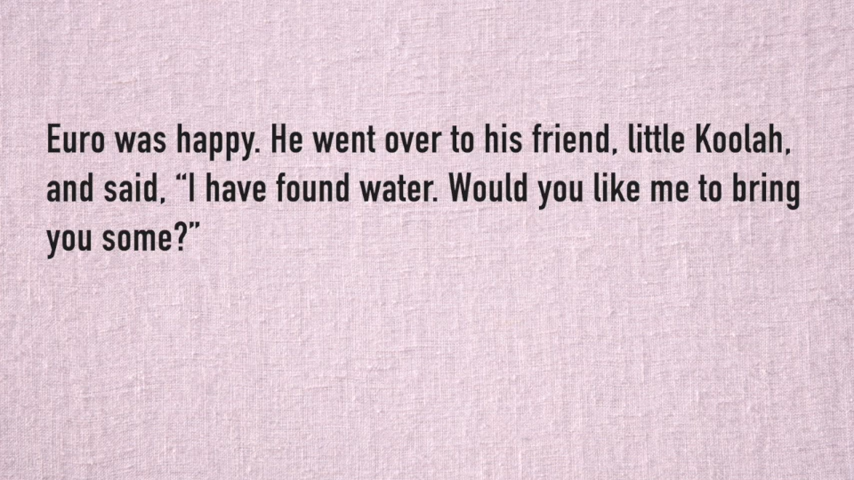 Euro was happy. He went over to his friend, little Koolah,
and said, “I have found water. Would you like me to bring
you some?”